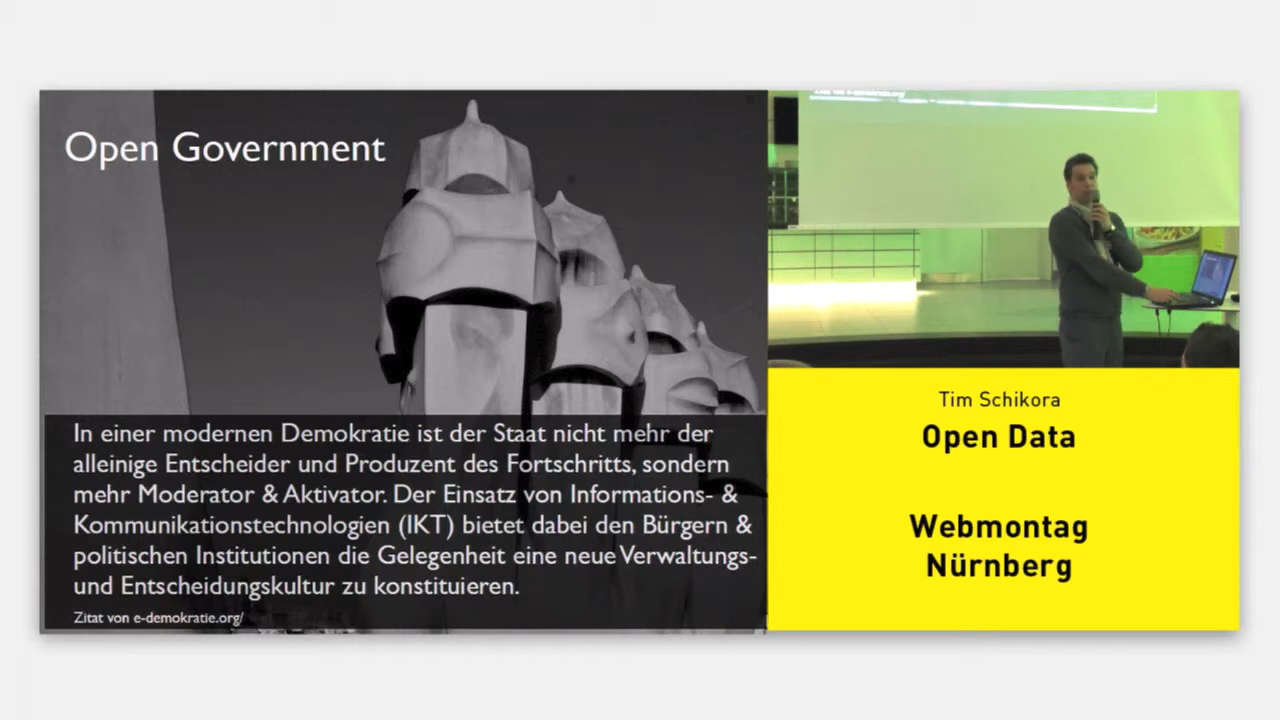 Open Government
In einer modernen Demokratie ist der Staat nicht mehr der
alleinige Entscheider und Produzent des Fortschritts, sondern
mehr Moderator & Aktivator. Der Einsatz von Informations- &
Kommunikationstechnologien (IKT) bietet dabei den Bürgern &
politischen Institutionen die Gelegenheit eine neue Verwaltungs-
und Entscheidungskultur zu konstituieren.
Zitat von e-demokratie.org/
Tim Schikora
Open Data
Webmontag
Nürnberg